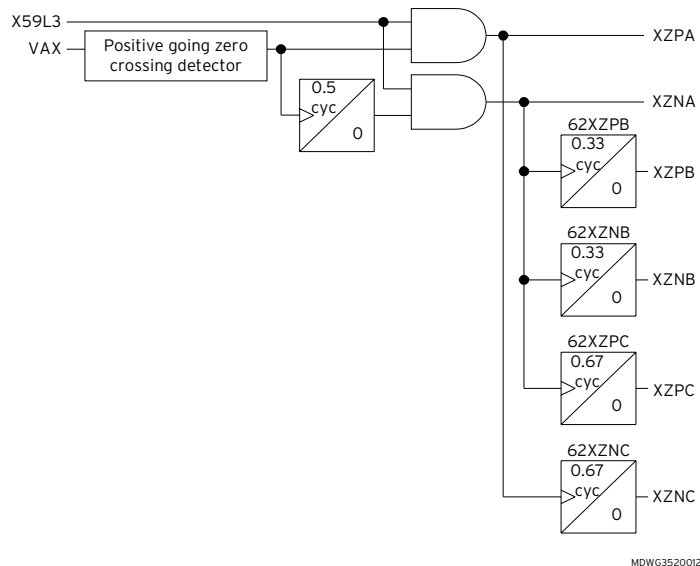 X59L3
VAX
Positive going zero
crossing detector
0.5
cyc
0
XZPA
XZNA
62XZPB
0.33
cyc
0
XZPB
62XZNB
0.33
cyc
0
XZNB
62XZPC
0.67
cyc
0
XZPC
62XZNC
0.67
cyc
0
XZNC
MDWG3520012